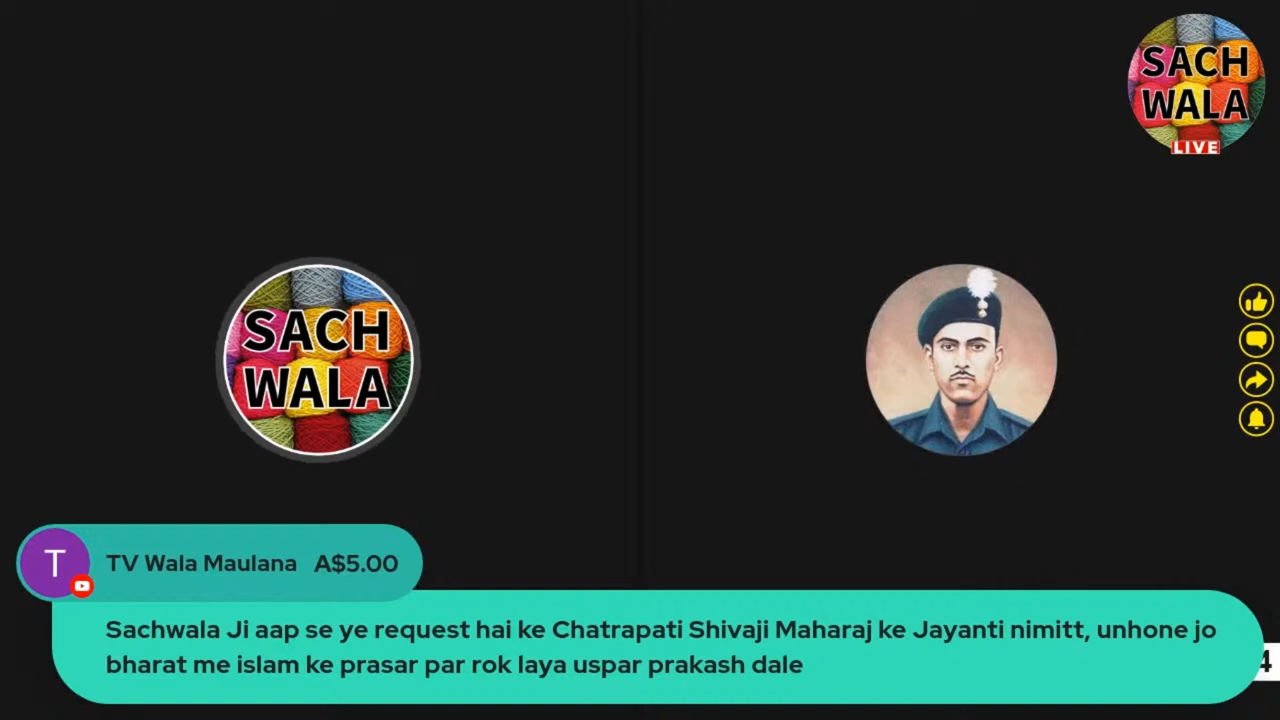 SACH
WALA
LIVE
SACH
WALA
T
TV Wala Maulana A$5.00
Sachwala Ji aap se ye request hai ke Chatrapati Shivaji Maharaj ke Jayanti nimitt, unhone jo
bharat me islam ke prasar par rok laya uspar prakash dale
4